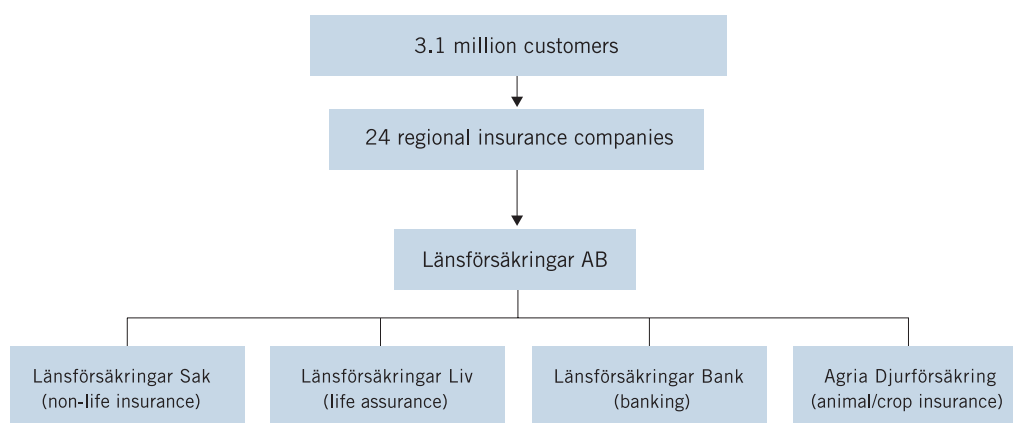 3.1 million customers
24 regional insurance companies
Länsförsäkringar AB
Länsförsäkringar Sak
(non-life insurance)
Länsförsäkringar Liv
(life assurance)
Länsförsäkringar Bank
(banking)
Agria Djurförsäkring
(animal/crop insurance)